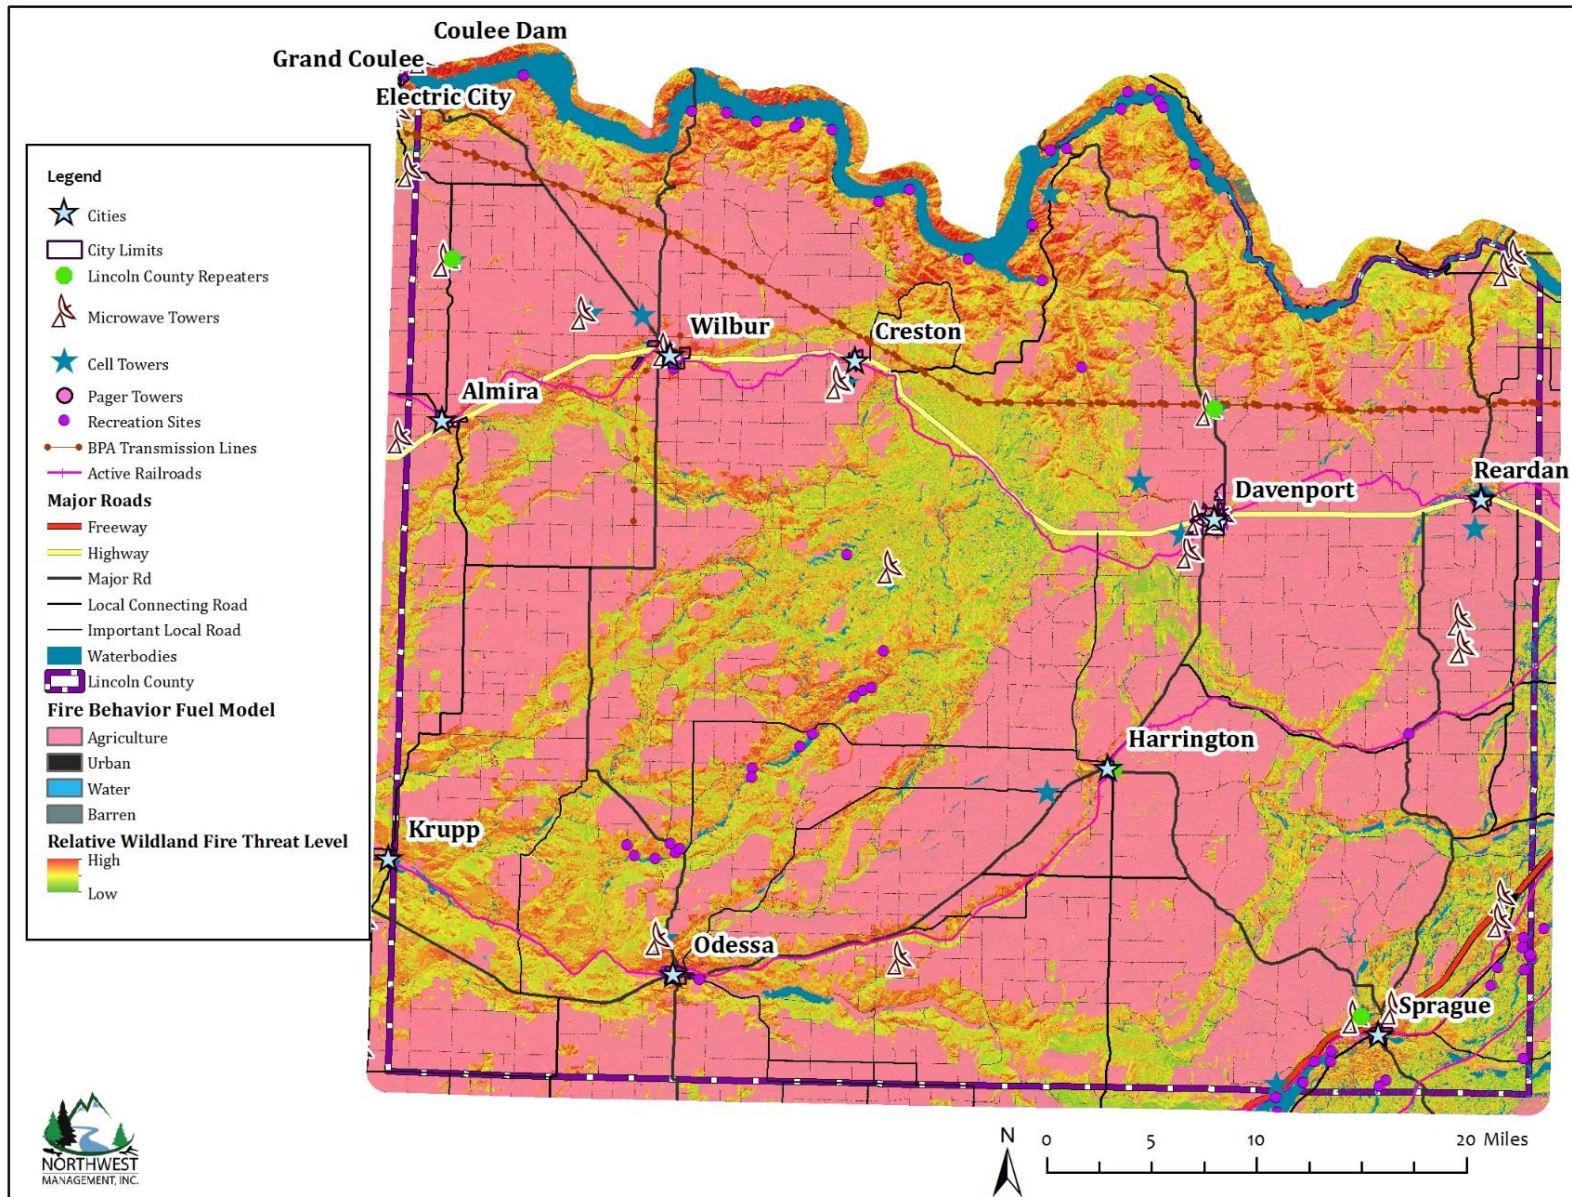 Coulee Dam
Grand Coulee
Electric City
Legend
Cities
City Limits
Lincoln County Repeaters
Microwave Towers
Cell Towers
Pager Towers
Recreation Sites
BPA Transmission Lines
Active Railroads
Major Roads
Freeway
Highway
Major Rd
Local Connecting Road
Important Local Road
Waterbodies
Lincoln County
Fire Behavior Fuel Model
Agriculture
Urban
Water
Barren
Relative Wildland Fire Threat Level
High
Low
Wilbur
Creston
Almira
Reardan
Davenport
Harrington
Krupp
Odessa
Sprague
NORTHWEST
MANAGEMENT, INC.
N
0 5 10 20 Miles